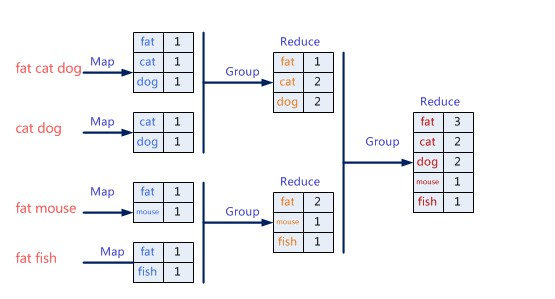 fat cat dog
Map
fat 1
cat 1
dog 1
cat dog
Map
cat 1
dog 1
Group
Reduce
fat 1
cat 2
dog 2
fat mouse
Map
fat 1
mouse 1
fat fish
Map
fat 1
fish 1
Group
Reduce
fat 2
mouse 1
fish 1
Group
Reduce
fat 3
cat 2
dog 2
mouse 1
fish 1